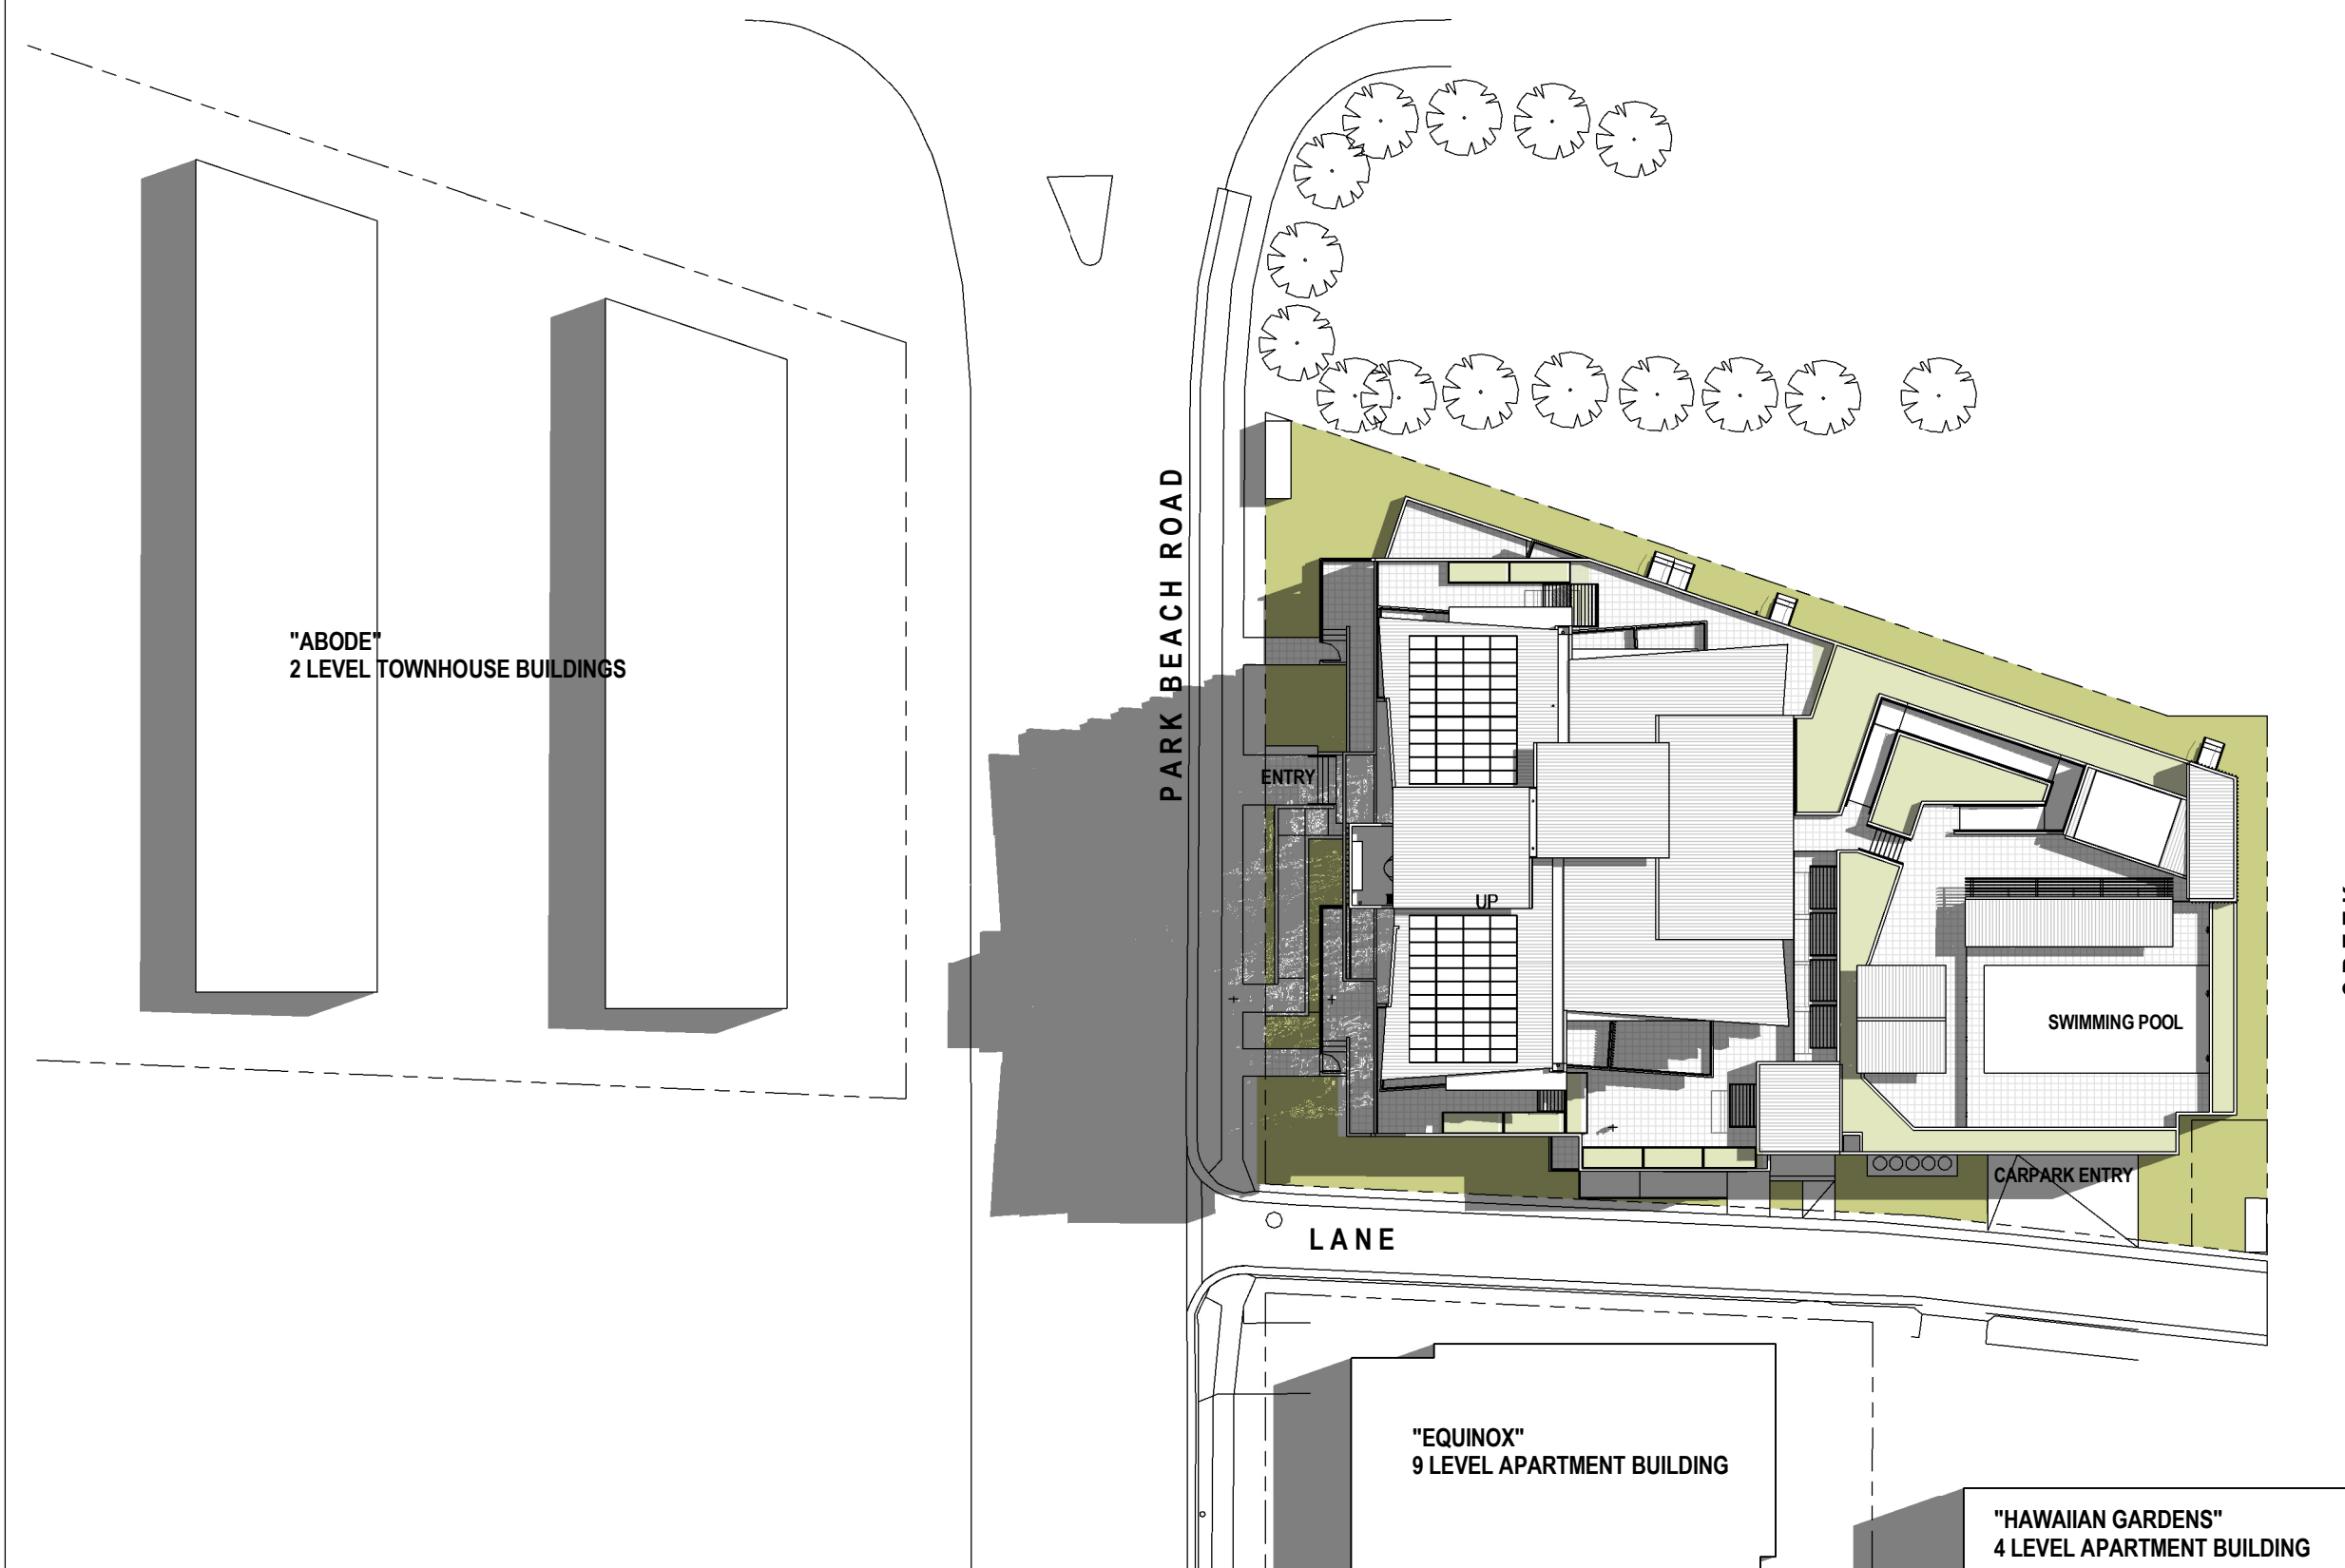 "ABODE"
2 LEVEL TOWNHOUSE BUILDINGS
PARK BEACH ROAD
ENTRY
UP
SWIMMING POOL
CARPARK ENTRY
LANE
"EQUINOX"
9 LEVEL APARTMENT BUILDING
"HAWAIIAN GARDENS"
4 LEVEL APARTMENT BUILDING